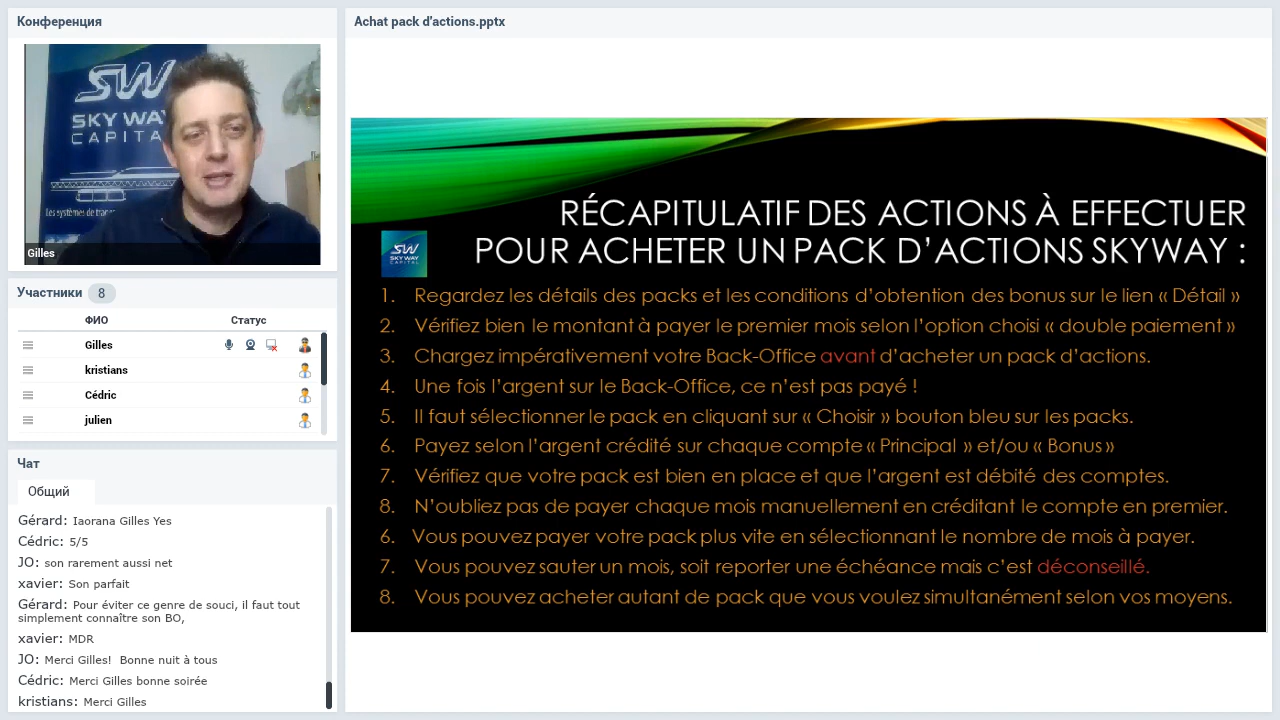 Конференция
SW
SKY WAY
CAPITAL
Les systèmes de
Gilles
Участники 8
ФИО Статус
Gilles
kristians
Cédric
julien
Чат
Общий
Gérard: Iaorana Gilles Yes
Cédric: 5/5
JO: son rarement aussi net
xavier: Son parfait
Gérard: Pour éviter ce genre de souci, il faut tout
simplement connaître son BO,
xavier: MDR
JO: Merci Gilles! Bonne nuit à tous
Cédric: Merci Gilles bonne soirée
kristians: Merci Gilles
Achat pack d'actions.pptx
RÉCAPITULATIF DES ACTIONS À EFFECTUER
POUR ACHETER UN PACK D’ACTIONS SKYWAY :
SW
SKY WAY
CAPITAL
1. Regardez les détails des packs et les conditions d’obtention des bonus sur le lien « Détail »
2. Vérifiez bien le montant à payer le premier mois selon l’option choisi « double paiement »
3. Chargez impérativement votre Back-Office avant d’acheter un pack d’actions.
4. Une fois l’argent sur le Back-Office, ce n’est pas payé !
5. Il faut sélectionner le pack en cliquant sur « Choisir » bouton bleu sur les packs.
6. Payez selon l’argent crédité sur chaque compte « Principal » et/ou « Bonus »
7. Vérifiez que votre pack est bien en place et que l’argent est débité des comptes.
8. N’oubliez pas de payer chaque mois manuellement en créditant le compte en premier.
6. Vous pouvez payer votre pack plus vite en sélectionnant le nombre de mois à payer.
7. Vous pouvez sauter un mois, soit reporter une échéance mais c’est déconseillé.
8. Vous pouvez acheter autant de pack que vous voulez simultanément selon vos moyens.